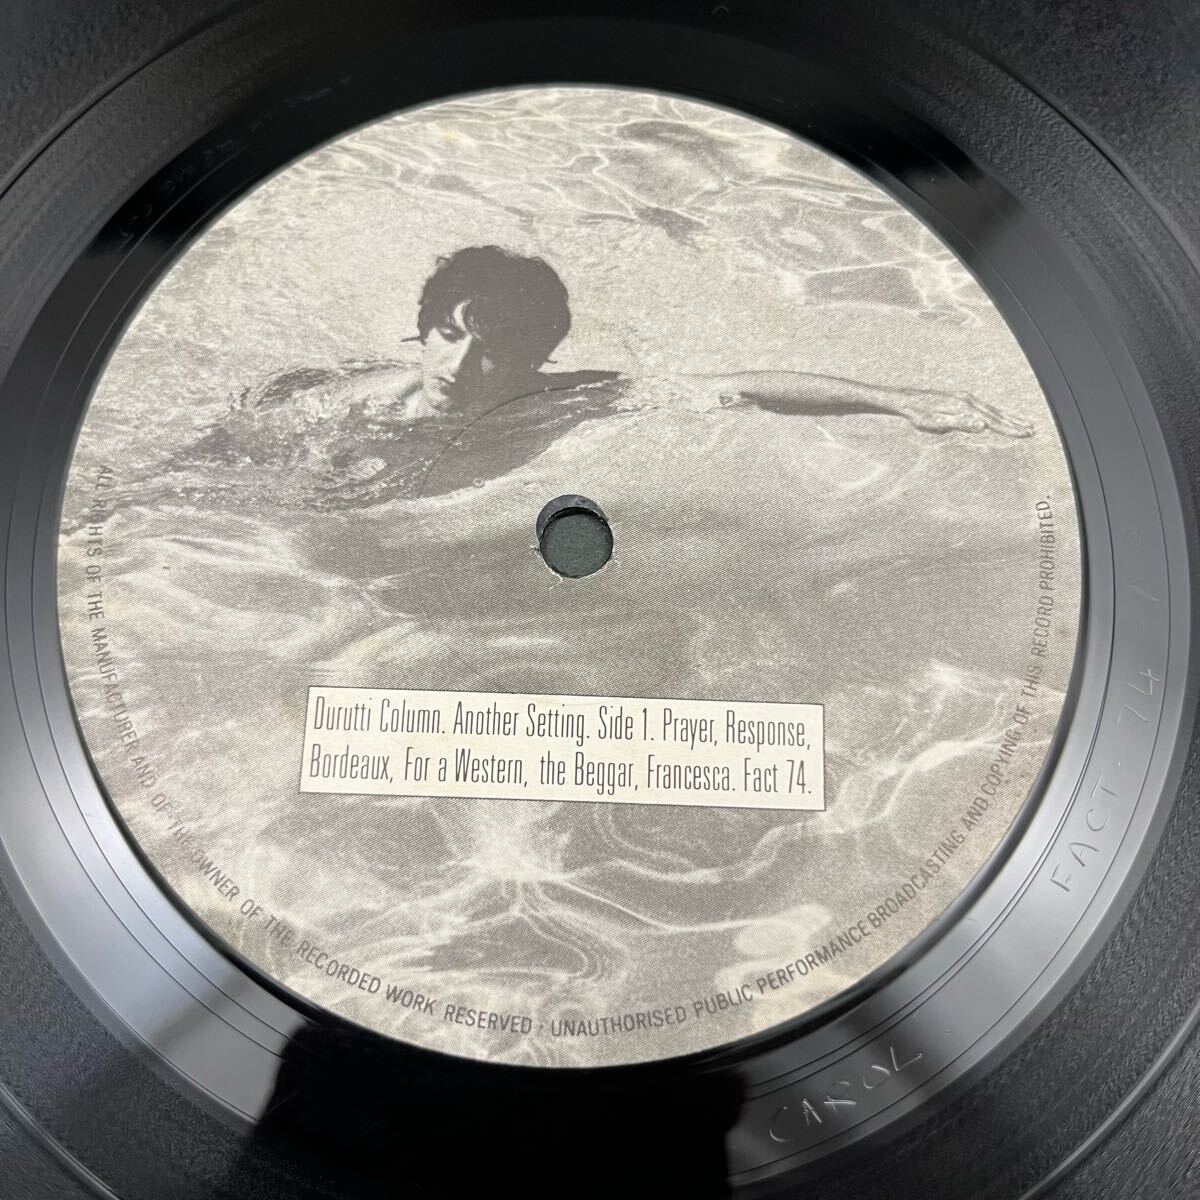 Durutti Column. Another Setting. Side 1. Prayer, Response,
Bordeaux, For a Western, the Beggar, Francesca. Fact 74.
ALL RIGHTS OF THE MANUFACTURER AND OF THE OWNER OF THE RECORDED WORK RESERVED · UNAUTHORISED PUBLIC PERFORMANCE BROADCASTING AND COPYING OF THIS RECORD PROHIBITED.
CAROL
FACT-74-A